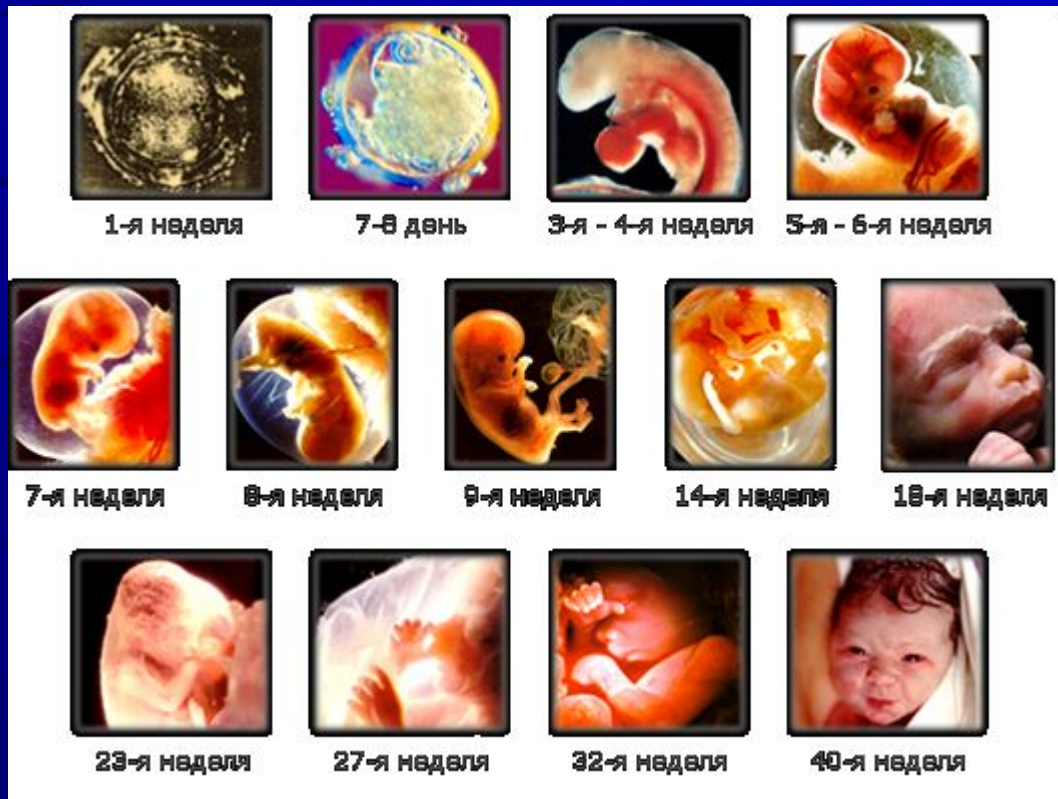 1-я неделя
7-8 день
3-я - 4-я неделя
5-я - 6-я неделя
7-я неделя
8-я неделя
9-я неделя
14-я неделя
18-я неделя
23-я неделя
27-я неделя
32-я неделя
40-я неделя